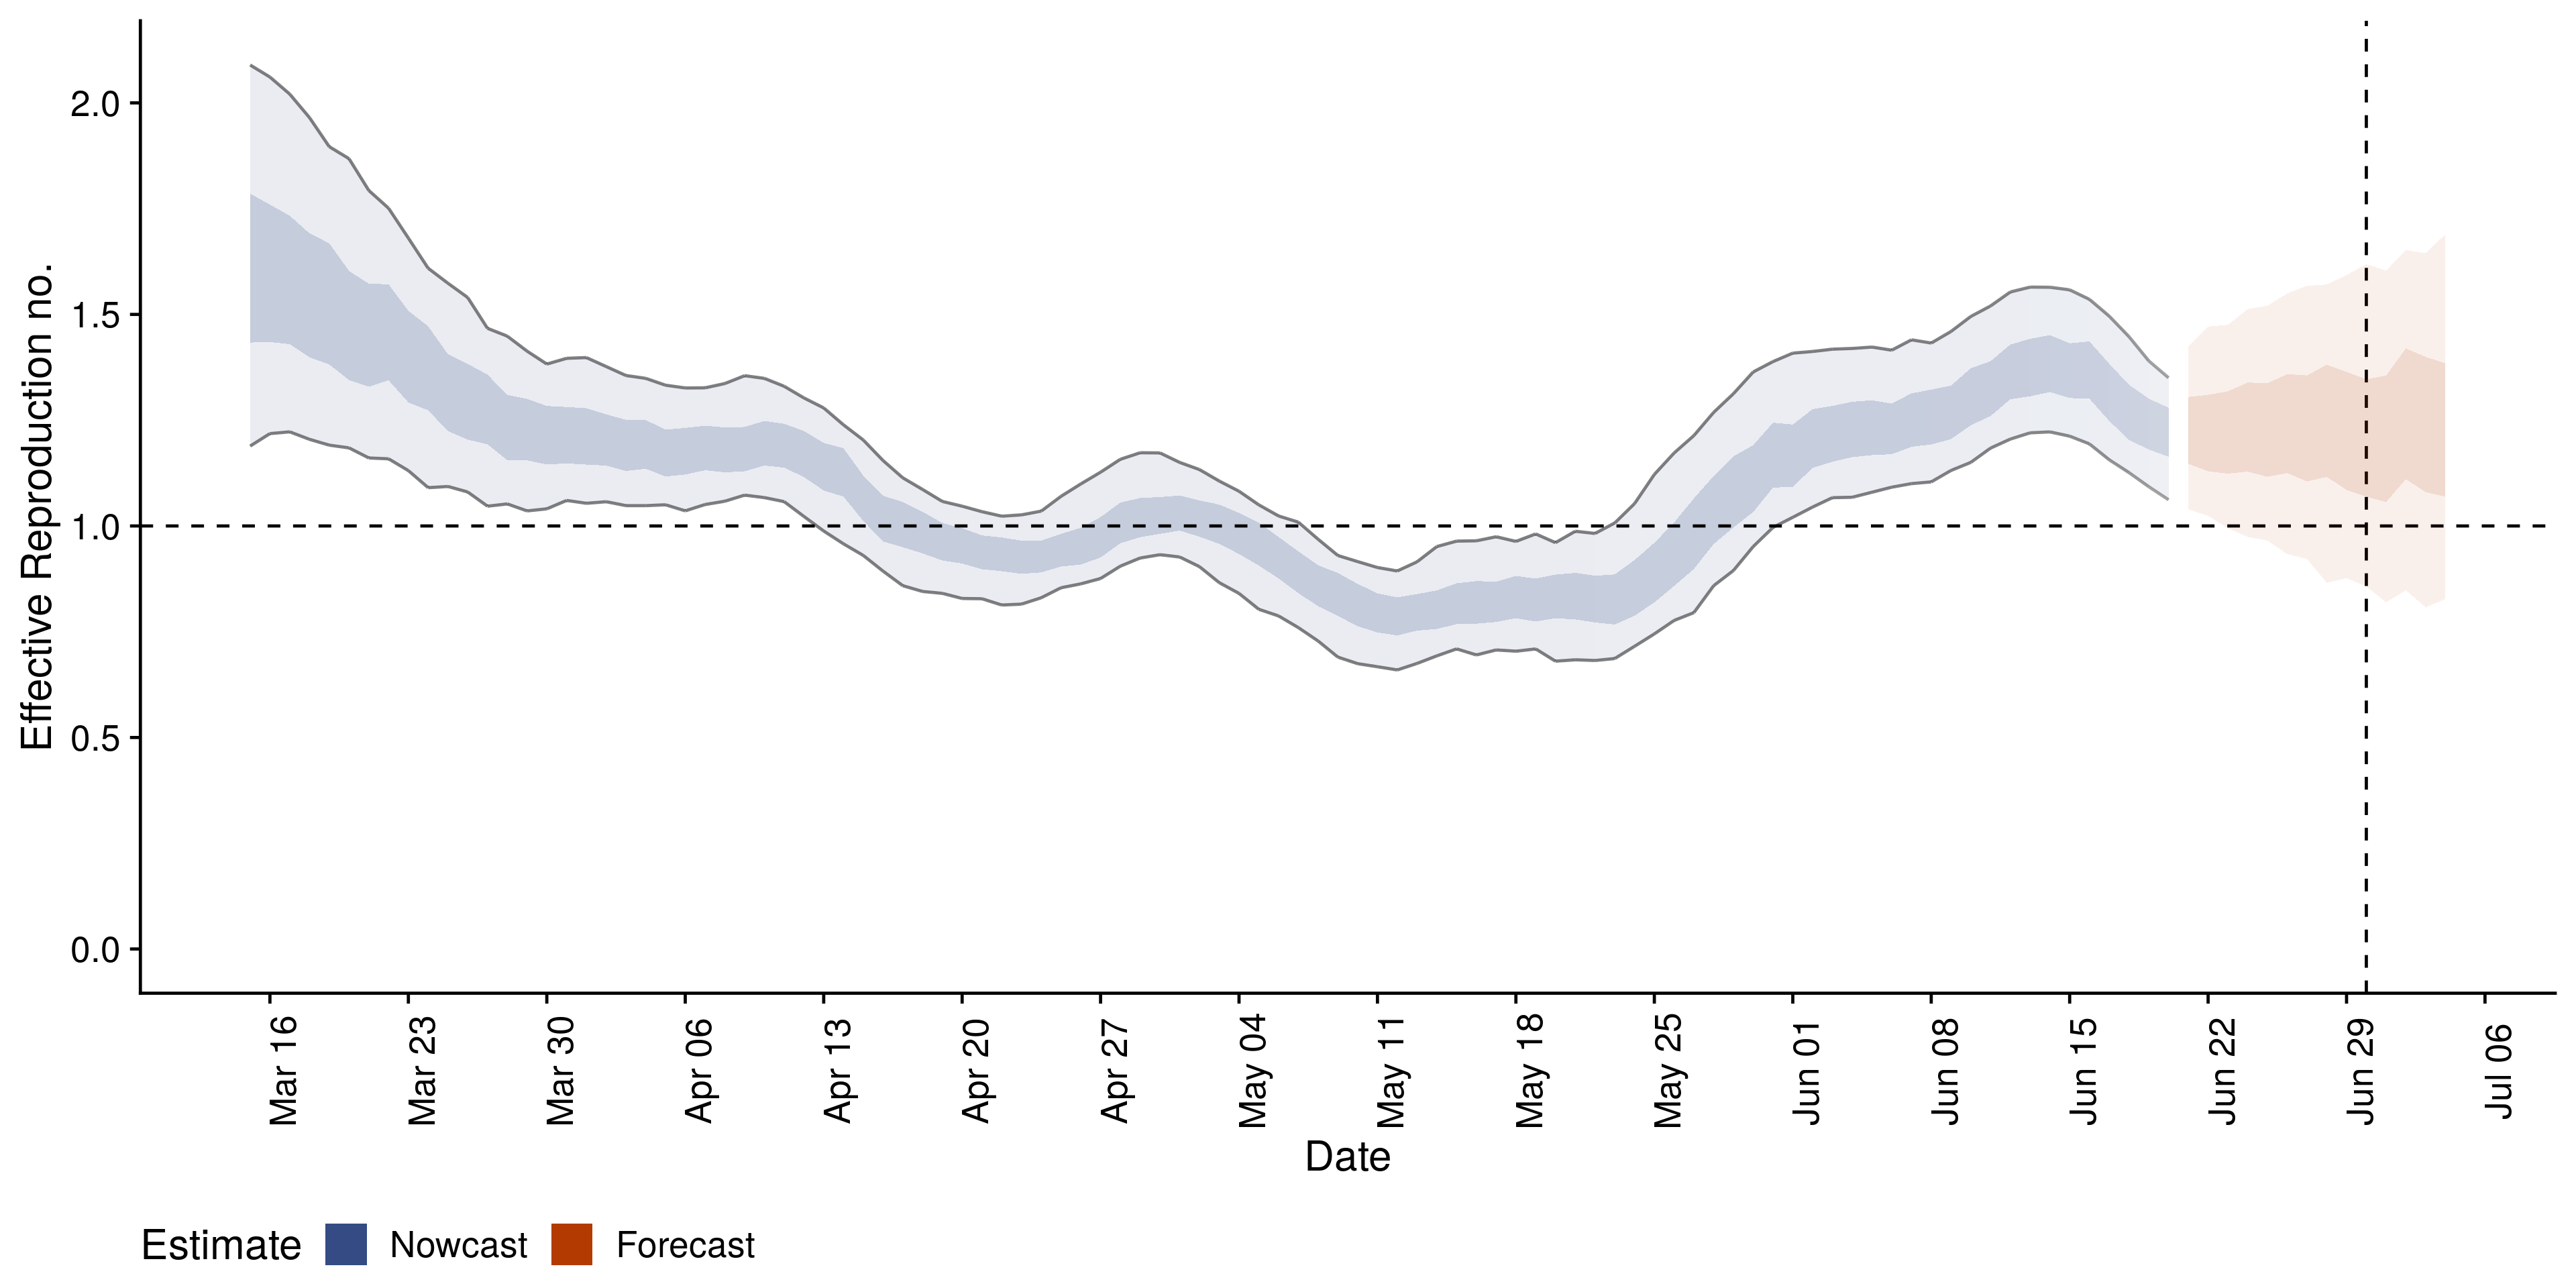 Effective Reproduction no.
2.0
1.5
1.0
0.5
0.0
Mar 16
Mar 23
Mar 30
Apr 06
Apr 13
Apr 20
Apr 27
May 04
May 11
May 18
May 25
Jun 01
Jun 08
Jun 15
Jun 22
Jun 29
Jul 06
Date
Estimate Nowcast Forecast